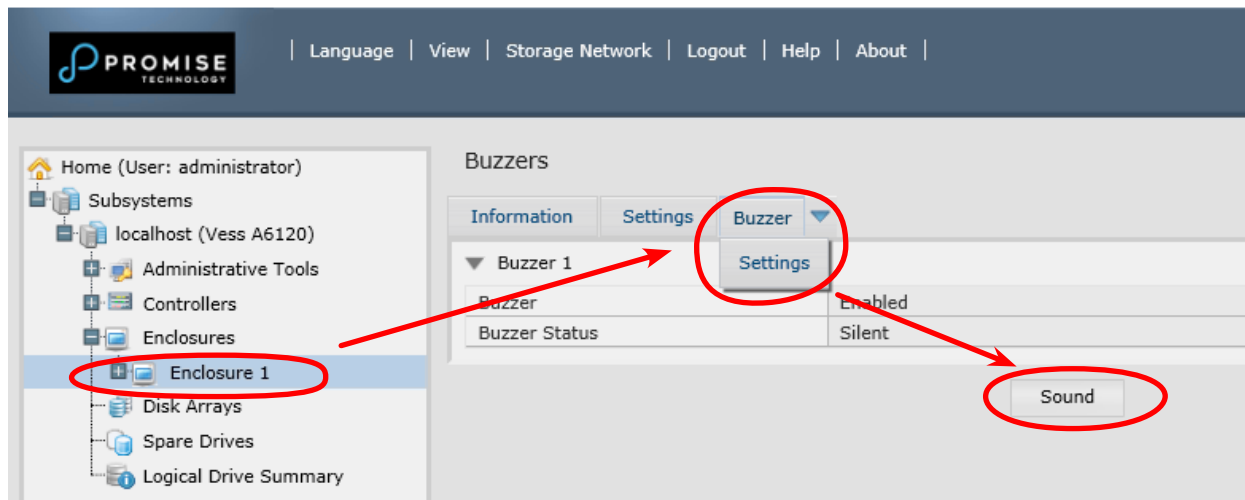 PROMISE
TECHNOLOGY
| Language | View | Storage Network | Logout | Help | About |
Home (User: administrator)
Subsystems
localhost (Vess A6120)
Administrative Tools
Controllers
Enclosures
Enclosure 1
Disk Arrays
Spare Drives
Logical Drive Summary
Buzzers
Information Settings Buzzer
Settings
Buzzer 1
Buzzer Enabled
Buzzer Status Silent
Sound